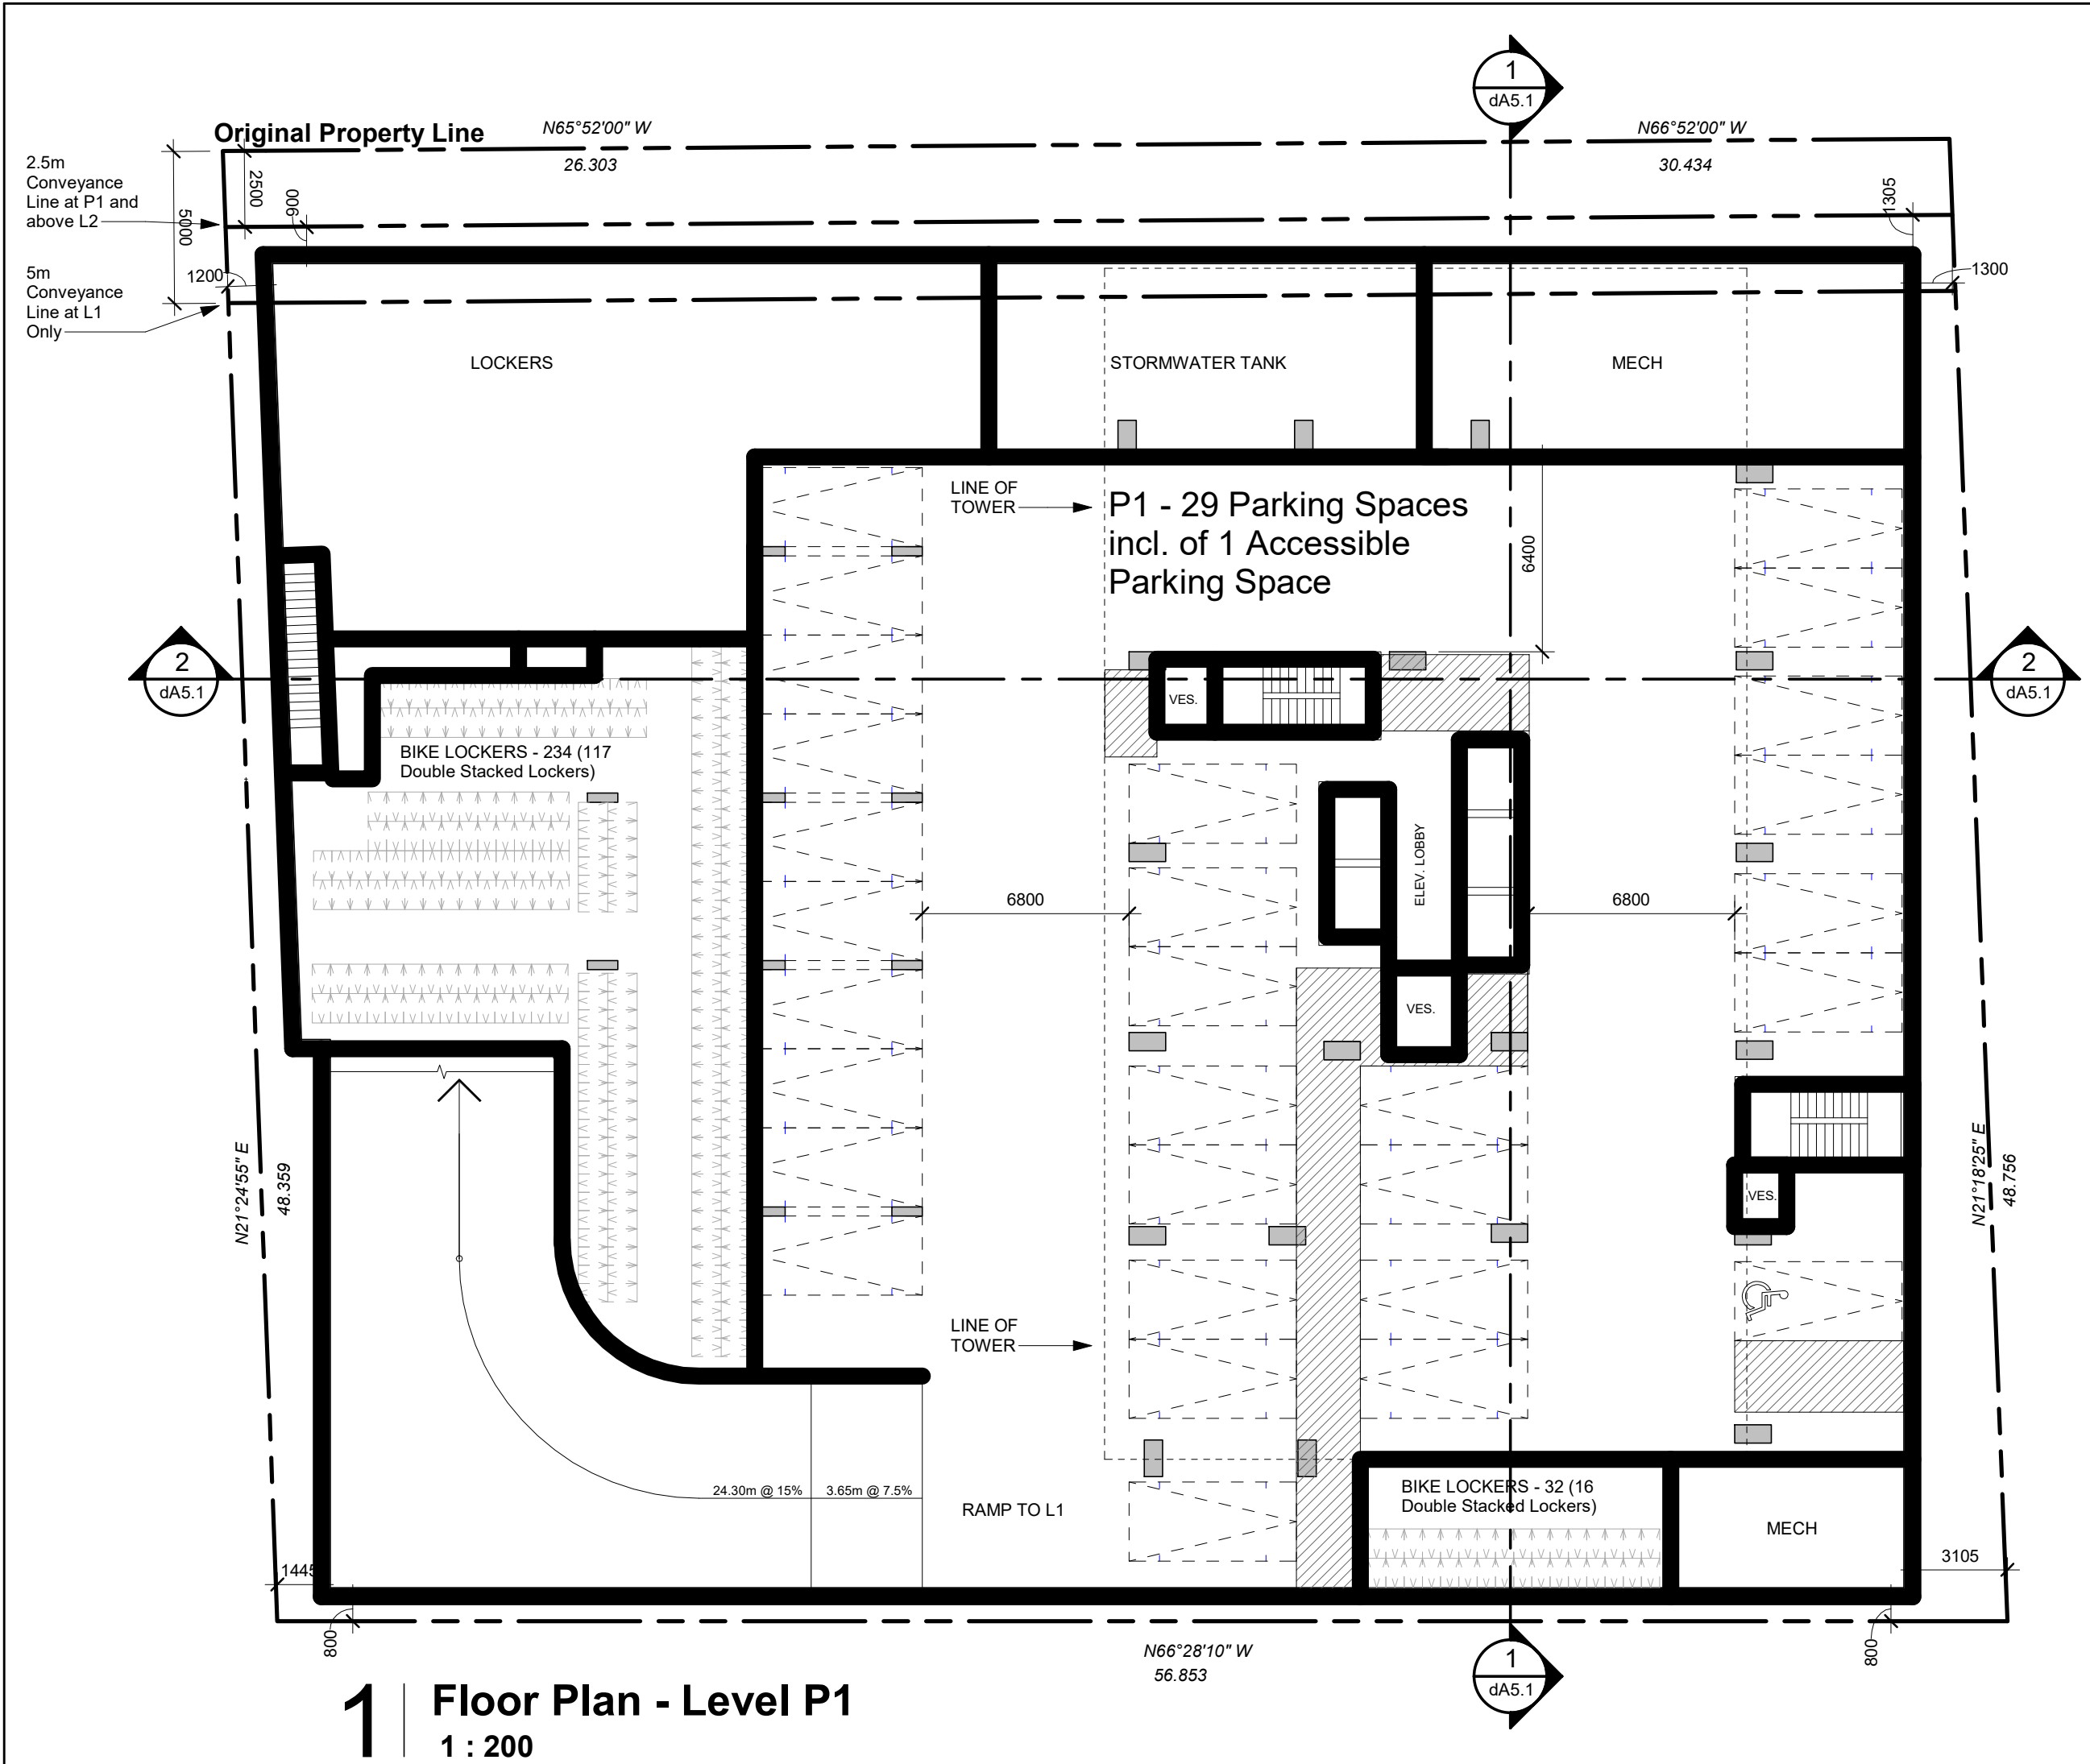 1
dA5.1
Original Property Line
N65°52'00" W
26.303
N66°52'00" W
30.434
2.5m
Conveyance
Line at P1 and
above L2
2500
5000
900
1305
5m
Conveyance
Line at L1
Only
1200
1300
LOCKERS
STORMWATER TANK
MECH
LINE OF
TOWER
P1 - 29 Parking Spaces
incl. of 1 Accessible
Parking Space
6400
2
dA5.1
2
dA5.1
VES.
BIKE LOCKERS - 234 (117
Double Stacked Lockers)
ELEV. LOBBY
6800
6800
VES.
N21°24'55" E
48.359
VES.
N21°18'25" E
48.756
LINE OF
TOWER
24.30m @ 15%
3.65m @ 7.5%
RAMP TO L1
BIKE LOCKERS - 32 (16
Double Stacked Lockers)
MECH
1445
3105
800
800
N66°28'10" W
56.853
1
dA5.1
1
Floor Plan - Level P1
1 : 200